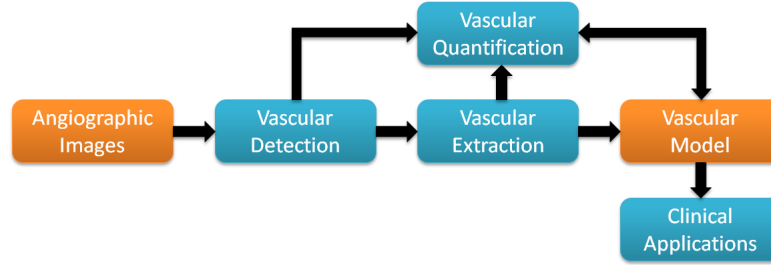 Vascular
Quantification
Angiographic
Images
Vascular
Detection
Vascular
Extraction
Vascular
Model
Clinical
Applications